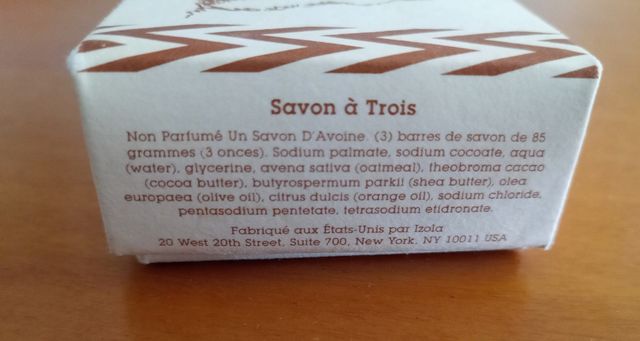 Savon à Trois
Non Parfumé Un Savon D'Avoine. (3) barres de savon de 85
grammes (3 onces). Sodium palmate, sodium cocoate, aqua
(water), glycerine, avena sativa (oatmeal), theobroma cacao
(cocoa butter), butyrospermum parkii (shea butter), olea
europaea (olive oil), citrus dulcis (orange oil), sodium chloride,
pentasodium pentetate, tetrasodium etidronate.
Fabriqué aux États-Unis par Izola
20 West 20th Street, Suite 700, New York, NY 10011 USA